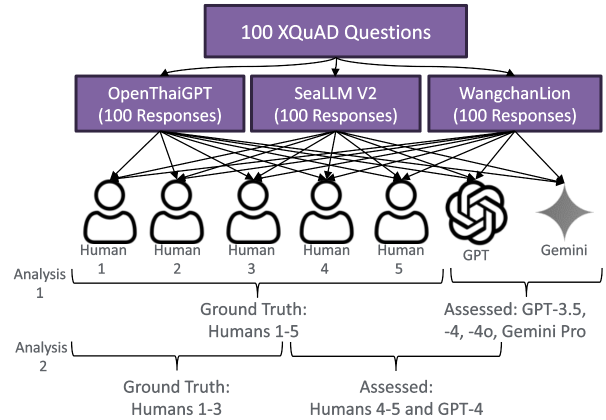 100 XQuAD Questions
OpenThaiGPT
(100 Responses)
SeaLLM V2
(100 Responses)
WangchanLion
(100 Responses)
Human
1
Human
2
Human
3
Human
4
Human
5
GPT
Gemini
Analysis
1
Ground Truth:
Humans 1-5
Assessed: GPT-3.5,
-4, -4o, Gemini Pro
Analysis
2
Ground Truth:
Humans 1-3
Assessed:
Humans 4-5 and GPT-4